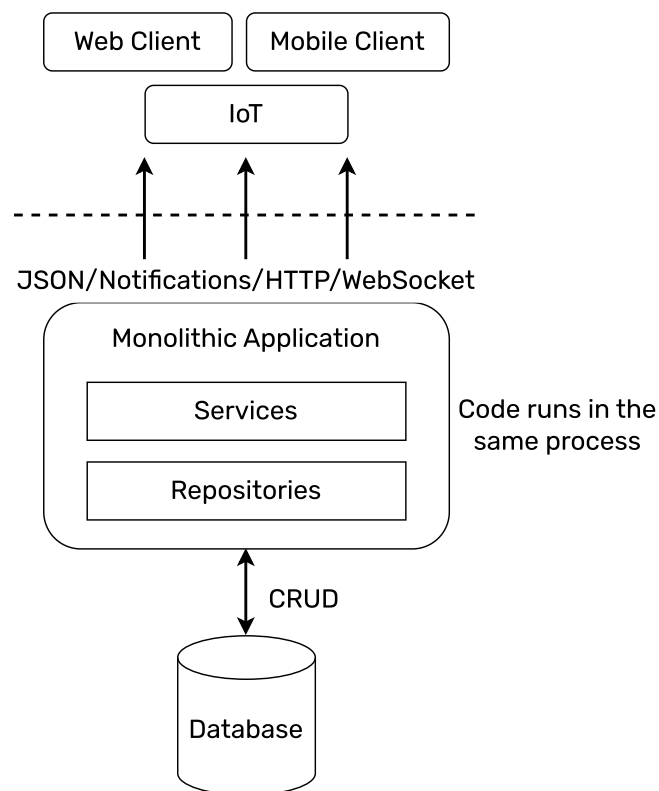 Web Client
Mobile Client
IoT
JSON/Notifications/HTTP/WebSocket
Monolithic Application
Services
Repositories
Code runs in the
same process
CRUD
Database